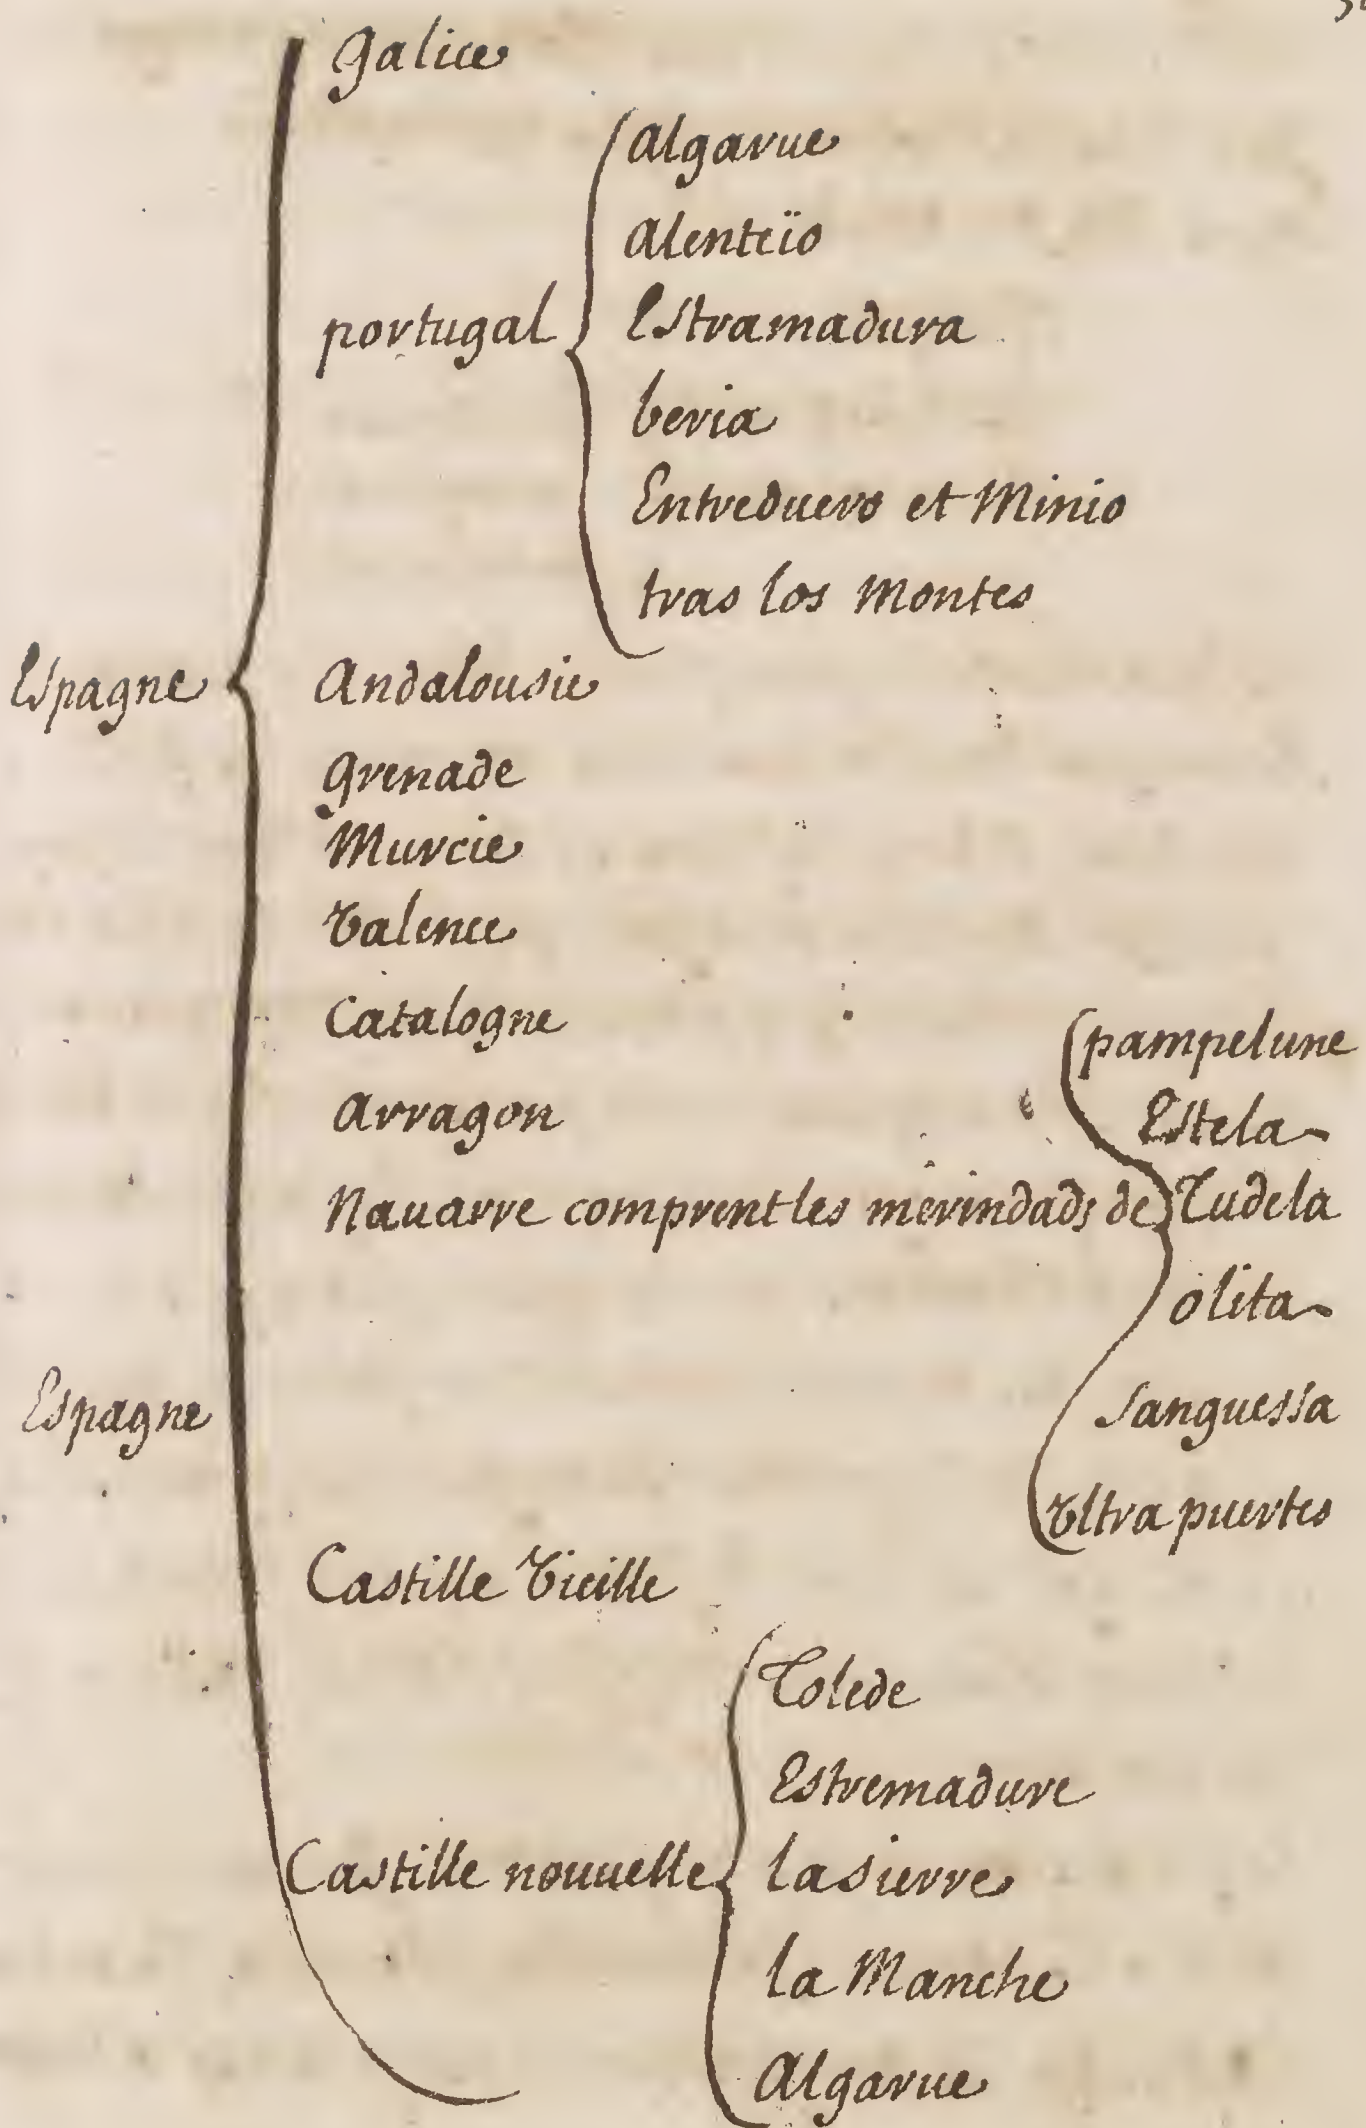 Galice
Algarue
Alenteïo
Estramadura
portugal
beria
Entreduero et Minio
tras los Montes
Espagne
Andalousie
Grenade
Murcie
Valence
Catalogne
Arragon
Nauarre comprent les merindads de
pampelune
Estela
Tudela
olita
Sanguessa
Vltra puertes
Espagne
Castille Vieille
Castille nouuelle
Tolede
Estremadure
la sierre
la Manche
Algarue